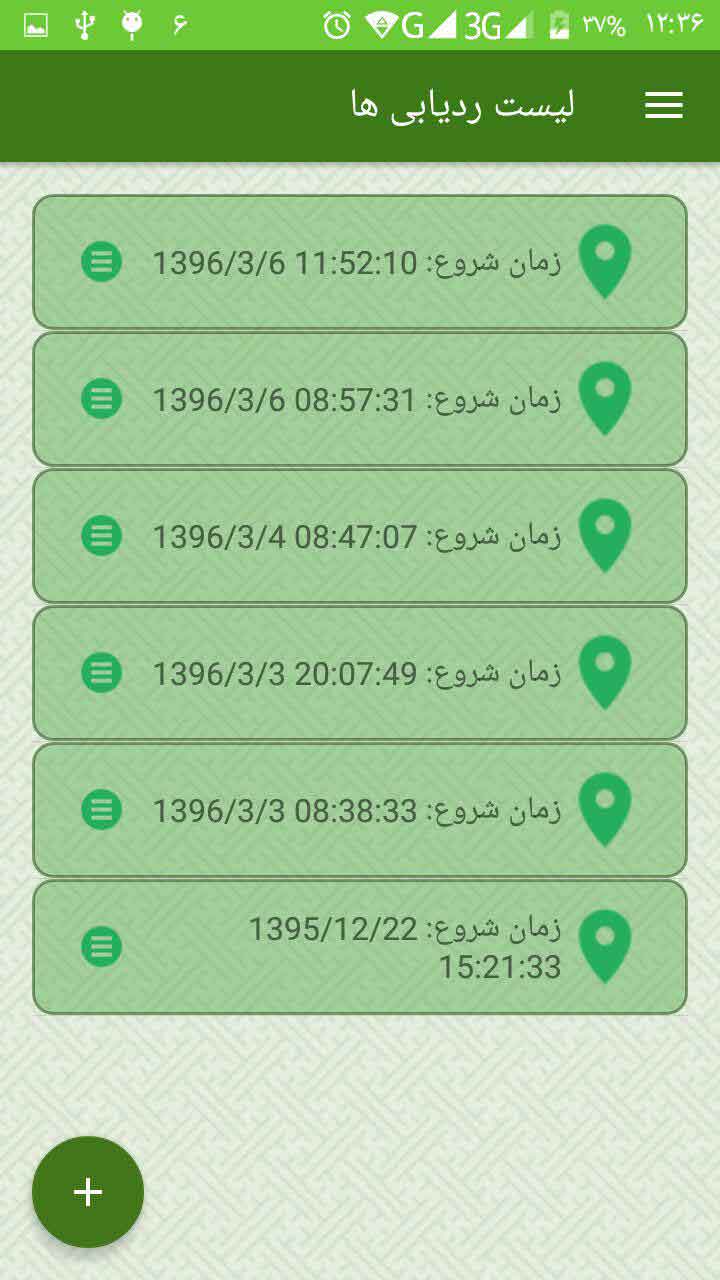 ۶ G 3G ۳۷% ۱۲:۳۶
لیست ردیابی ها
زمان شروع: 1396/3/6 11:52:10
زمان شروع: 1396/3/6 08:57:31
زمان شروع: 1396/3/4 08:47:07
زمان شروع: 1396/3/3 20:07:49
زمان شروع: 1396/3/3 08:38:33
زمان شروع: 1395/12/22
15:21:33